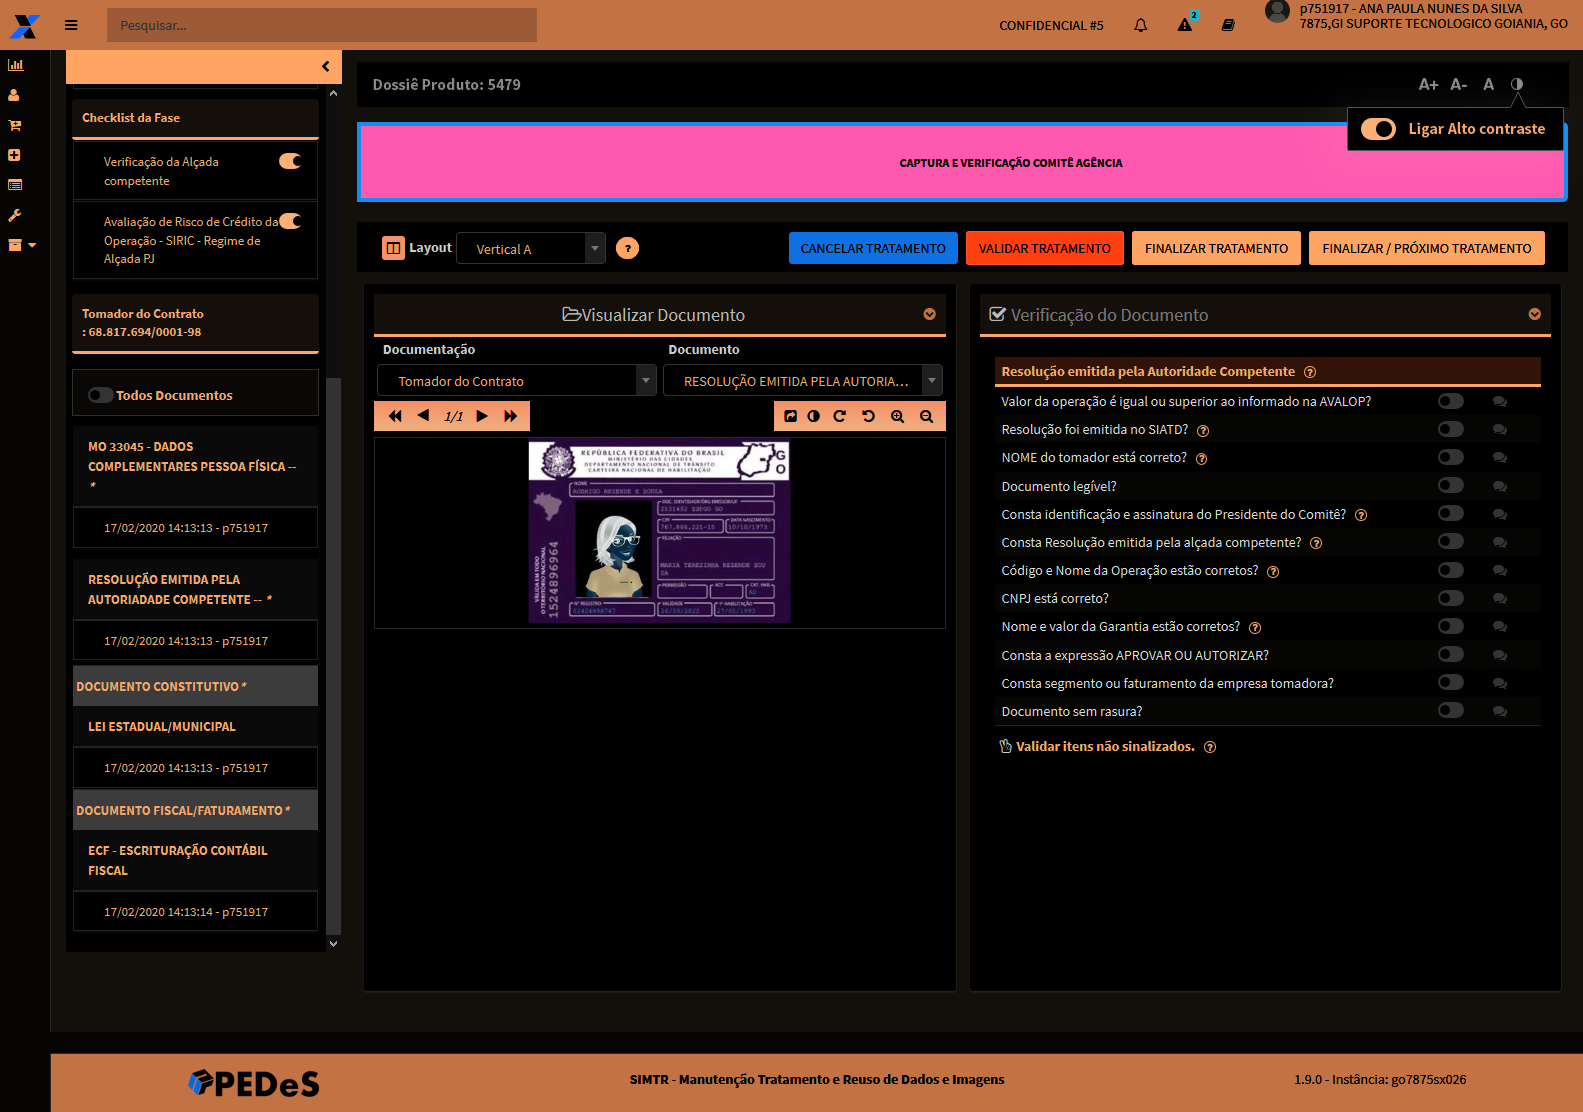 Pesquisar...
CONFIDENCIAL #5
2
p751917 - ANA PAULA NUNES DA SILVA
7875,GI SUPORTE TECNOLOGICO GOIANIA, GO
Checklist da Fase
Verificação da Alçada
competente
Avaliação de Risco de Crédito da
Operação - SIRIC - Regime de
Alçada PJ
Tomador do Contrato
: 68.817.694/0001-98
Todos Documentos
MO 33045 - DADOS
COMPLEMENTARES PESSOA FÍSICA --
*
17/02/2020 14:13:13 - p751917
RESOLUÇÃO EMITIDA PELA
AUTORIADADE COMPETENTE -- *
17/02/2020 14:13:13 - p751917
DOCUMENTO CONSTITUTIVO *
LEI ESTADUAL/MUNICIPAL
17/02/2020 14:13:13 - p751917
DOCUMENTO FISCAL/FATURAMENTO *
ECF - ESCRITURAÇÃO CONTÁBIL
FISCAL
17/02/2020 14:13:14 - p751917
Dossiê Produto: 5479
A+ A- A
Ligar Alto contraste
CAPTURA E VERIFICAÇÃO COMITÊ AGÊNCIA
Layout
Vertical A
?
CANCELAR TRATAMENTO
VALIDAR TRATAMENTO
FINALIZAR TRATAMENTO
FINALIZAR / PRÓXIMO TRATAMENTO
Visualizar Documento
Documentação
Documento
Tomador do Contrato
RESOLUÇÃO EMITIDA PELA AUTORIA...
1/1
REPÚBLICA FEDERATIVA DO BRASIL
MINISTÉRIO DAS CIDADES
DEPARTAMENTO NACIONAL DE TRÂNSITO
CARTEIRA NACIONAL DE HABILITAÇÃO
GO
NOME
RODRIGO REZENDE E SOUSA
DOC. IDENTIDADE/ÓRG.EMISSOR/UF
CPF
DATA NASCIMENTO
767.888.221-15
10/10/1973
FILIAÇÃO
MARIA TEREZINHA REZENDE SOU
ZA
PERMISSÃO
ACC
CAT. HAB.
AD
Nº REGISTRO
VALIDADE
1ª HABILITAÇÃO
VÁLIDA EM TODO
O TERRITÓRIO NACIONAL
1524896964
Verificação do Documento
Resolução emitida pela Autoridade Competente ?
Valor da operação é igual ou superior ao informado na AVALOP?
Resolução foi emitida no SIATD? ?
NOME do tomador está correto? ?
Documento legível?
Consta identificação e assinatura do Presidente do Comitê? ?
Consta Resolução emitida pela alçada competente? ?
Código e Nome da Operação estão corretos? ?
CNPJ está correto?
Nome e valor da Garantia estão corretos? ?
Consta a expressão APROVAR OU AUTORIZAR?
Consta segmento ou faturamento da empresa tomadora?
Documento sem rasura?
Validar itens não sinalizados. ?
PEDeS
SIMTR - Manutenção Tratamento e Reuso de Dados e Imagens
1.9.0 - Instância: go7875sx026